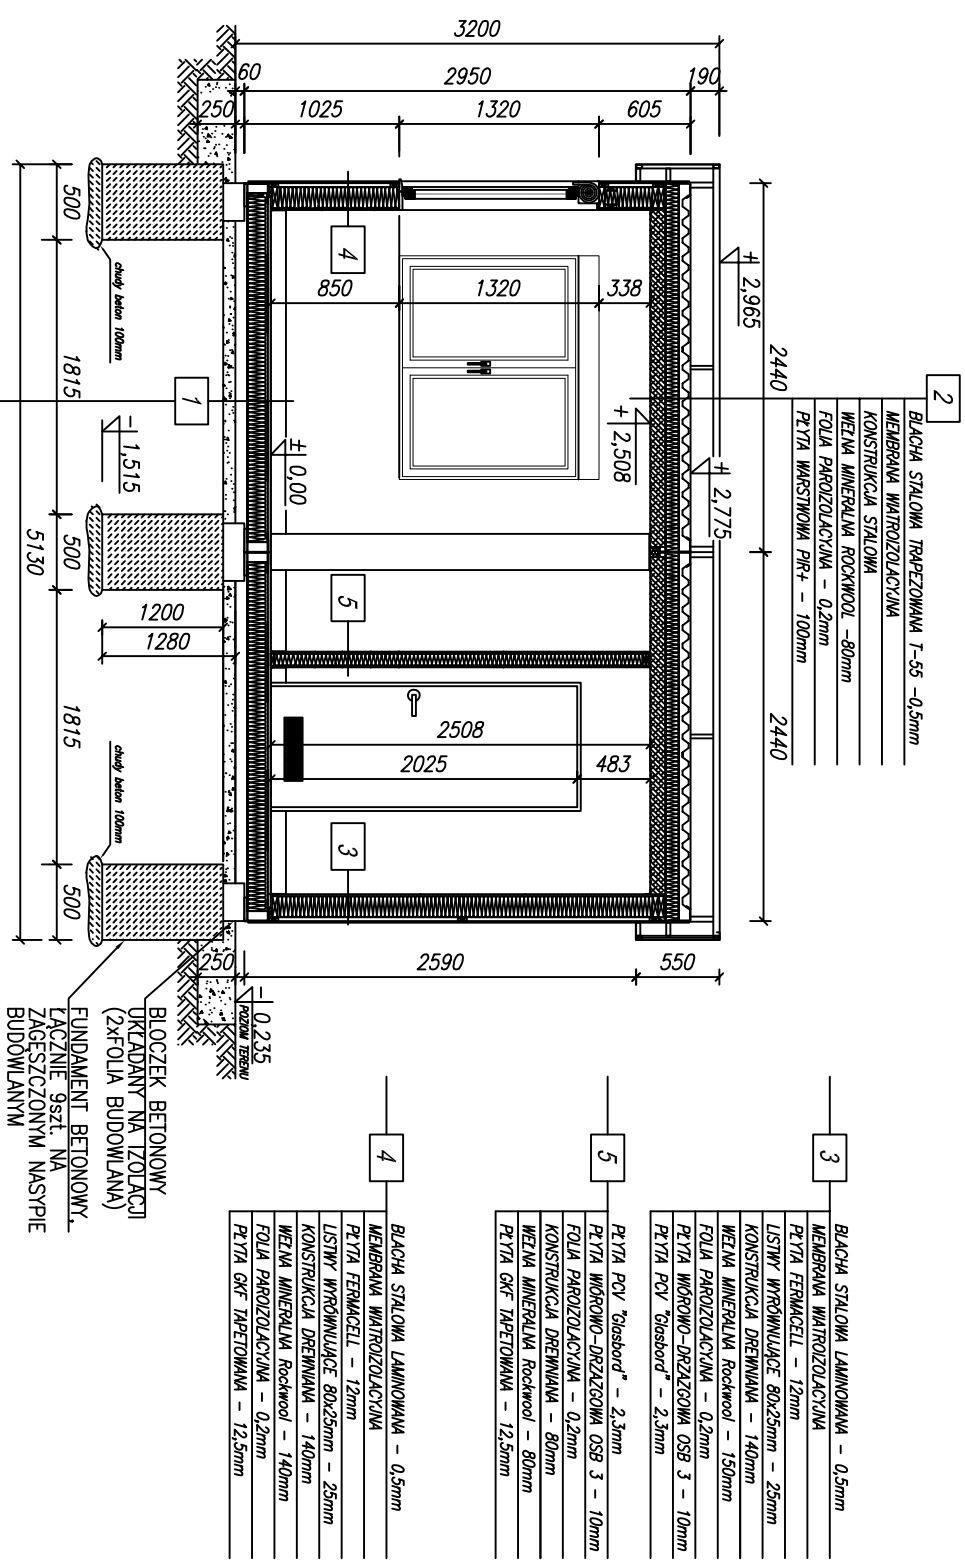 3200
60
2950
190
250
1025
1320
605
+ 2,965
2440
2440
+ 2,775
+ 2,508
± 0,00
- 1,515
- 0,235
POZIOM TERENU
850
1320
338
4
1
5
3
2508
2025
483
500
1815
500
1815
500
5130
1200
1280
chudy beton 100mm
chudy beton 100mm
250
2590
550
2
BLACHA STALOWA TRAPEZOWANA T-55 -0,5mm
MEMBRANA WIATROIZOLACYJNA
KONSTRUKCJA STALOWA
WEŁNA MINERALNA ROCKWOOL -80mm
FOLIA PAROIZOLACYJNA - 0,2mm
PŁYTA WARSTWOWA PIR+ - 100mm
BLOCZEK BETONOWY
UKŁADANY NA IZOLACJI
(2xFOLIA BUDOWLANA)
FUNDAMENT BETONOWY,
ŁĄCZNIE 9szt. NA
ZAGĘSZCZONYM NASYPIE
BUDOWLANYM
3
BLACHA STALOWA LAMINOWANA - 0,5mm
MEMBRANA WIATROIZOLACYJNA
PŁYTA FERMACELL - 12mm
LISTWY WYRÓWNUJĄCE 80x25mm - 25mm
KONSTRUKCJA DREWNIANA - 140mm
WEŁNA MINERALNA Rockwool - 150mm
FOLIA PAROIZOLACYJNA - 0,2mm
PŁYTA WIÓROWO-DRZAZGOWA OSB 3 - 10mm
PŁYTA PCV "Glasbord" - 2,3mm
5
PŁYTA PCV "Glasbord" - 2,3mm
PŁYTA WIÓROWO-DRZAZGOWA OSB 3 - 10mm
FOLIA PAROIZOLACYJNA - 0,2mm
KONSTRUKCJA DREWNIANA - 80mm
WEŁNA MINERALNA Rockwool - 80mm
PŁYTA GKF TAPETOWANA - 12,5mm
4
BLACHA STALOWA LAMINOWANA - 0,5mm
MEMBRANA WIATROIZOLACYJNA
PŁYTA FERMACELL - 12mm
LISTWY WYRÓWNUJĄCE 80x25mm - 25mm
KONSTRUKCJA DREWNIANA - 140mm
WEŁNA MINERALNA Rockwool - 140mm
FOLIA PAROIZOLACYJNA - 0,2mm
PŁYTA GKF TAPETOWANA - 12,5mm